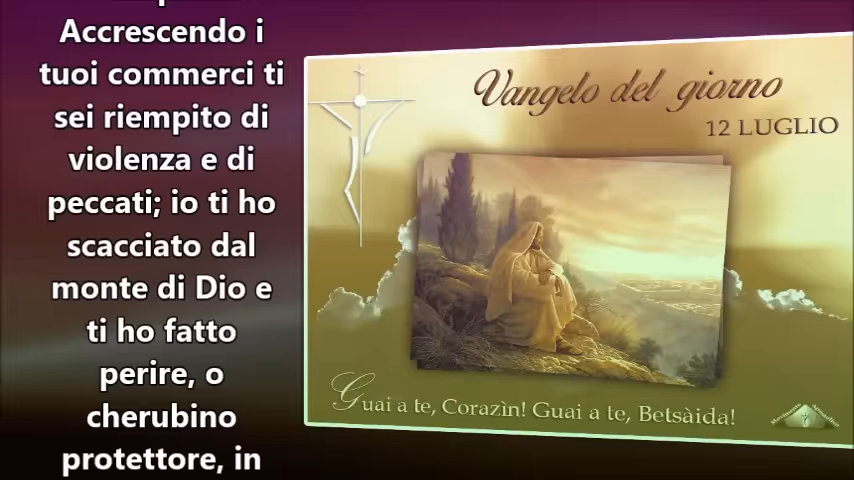 Accrescendo i
tuoi commerci ti
sei riempito di
violenza e di
peccati; io ti ho
scacciato dal
monte di Dio e
ti ho fatto
perire, o
cherubino
protettore, in
Vangelo del giorno
12 LUGLIO
Guai a te, Corazìn! Guai a te, Betsàida!